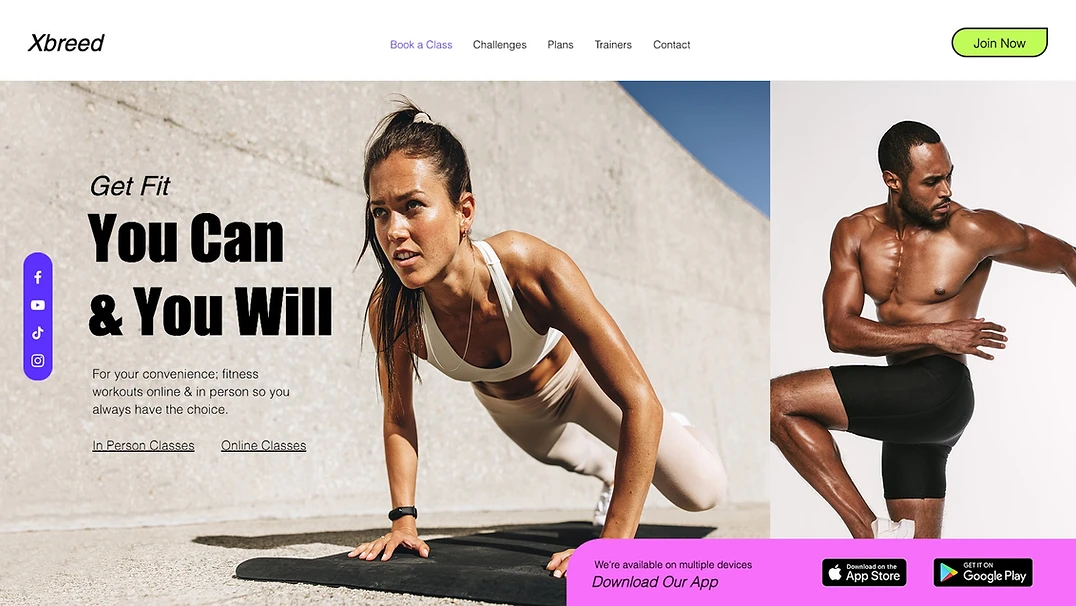 Xbreed
Book a Class
Challenges
Plans
Trainers
Contact
Join Now
Get Fit
You Can
& You Will
For your convenience; fitness
workouts online & in person so you
always have the choice.
In Person Classes
Online Classes
We're available on multiple devices
Download Our App
Download on the
App Store
GET IT ON
Google Play